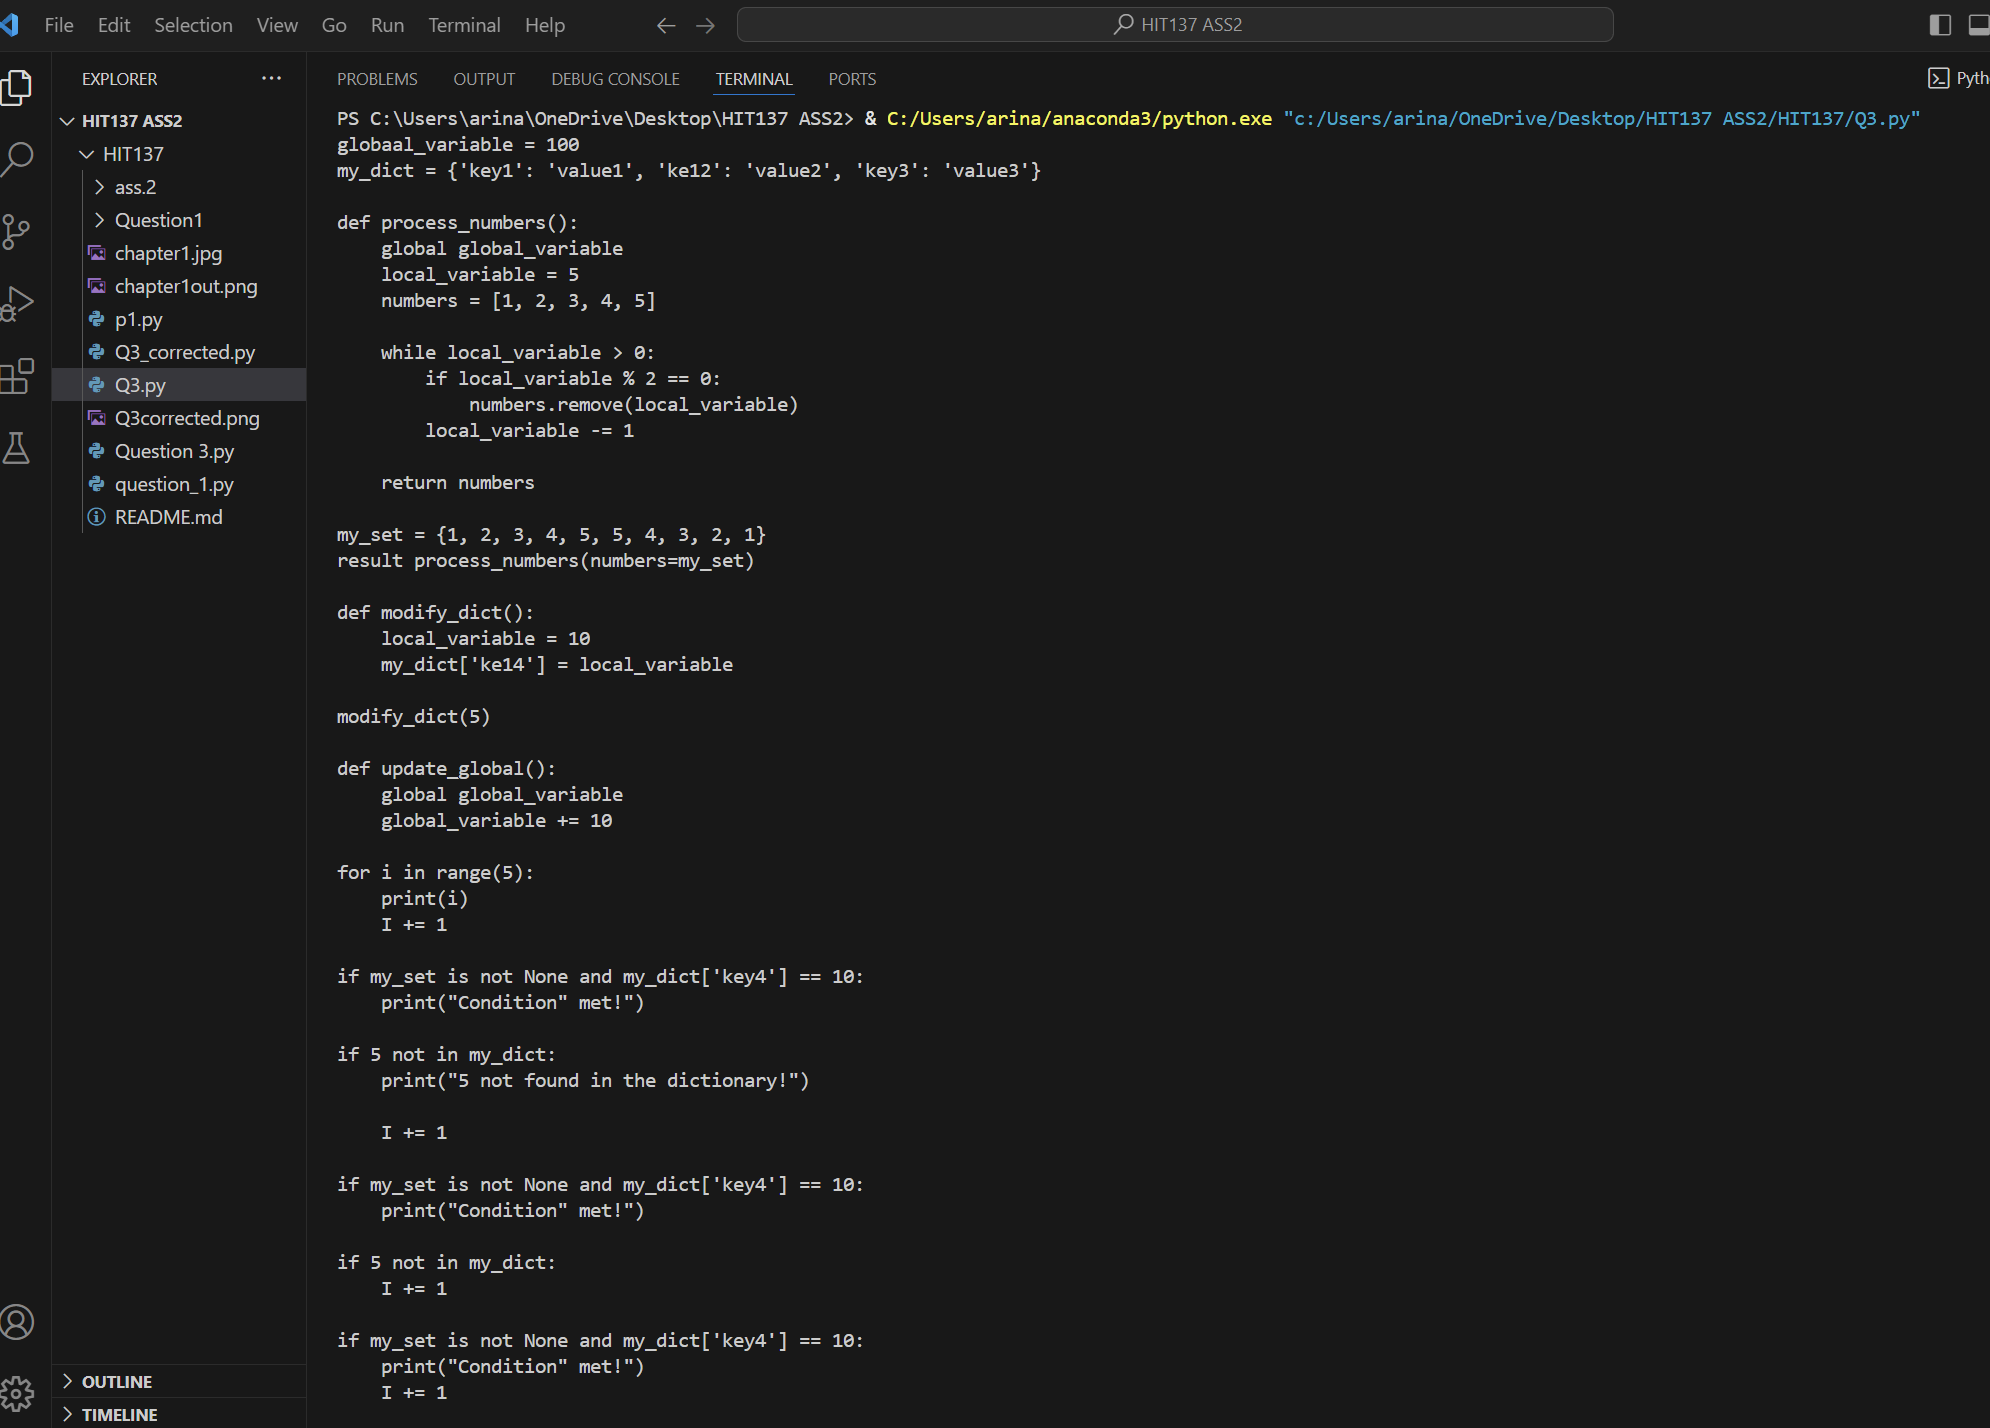 File Edit Selection View Go Run Terminal Help
HIT137 ASS2
EXPLORER
HIT137 ASS2
HIT137
ass.2
Question1
chapter1.jpg
chapter1out.png
p1.py
Q3_corrected.py
Q3.py
Q3corrected.png
Question 3.py
question_1.py
README.md
OUTLINE
TIMELINE
PROBLEMS OUTPUT DEBUG CONSOLE TERMINAL PORTS
Pyth
PS C:\Users\arina\OneDrive\Desktop\HIT137 ASS2> & C:/Users/arina/anaconda3/python.exe "c:/Users/arina/OneDrive/Desktop/HIT137 ASS2/HIT137/Q3.py"
globaal_variable = 100
my_dict = {'key1': 'value1', 'ke12': 'value2', 'key3': 'value3'}
def process_numbers():
    global global_variable
    local_variable = 5
    numbers = [1, 2, 3, 4, 5]
    while local_variable > 0:
        if local_variable % 2 == 0:
            numbers.remove(local_variable)
        local_variable -= 1
    return numbers
my_set = {1, 2, 3, 4, 5, 5, 4, 3, 2, 1}
result process_numbers(numbers=my_set)
def modify_dict():
    local_variable = 10
    my_dict['ke14'] = local_variable
modify_dict(5)
def update_global():
    global global_variable
    global_variable += 10
for i in range(5):
    print(i)
    I += 1
if my_set is not None and my_dict['key4'] == 10:
    print("Condition" met!")
if 5 not in my_dict:
    print("5 not found in the dictionary!")
    I += 1
if my_set is not None and my_dict['key4'] == 10:
    print("Condition" met!")
if 5 not in my_dict:
    I += 1
if my_set is not None and my_dict['key4'] == 10:
    print("Condition" met!")
    I += 1